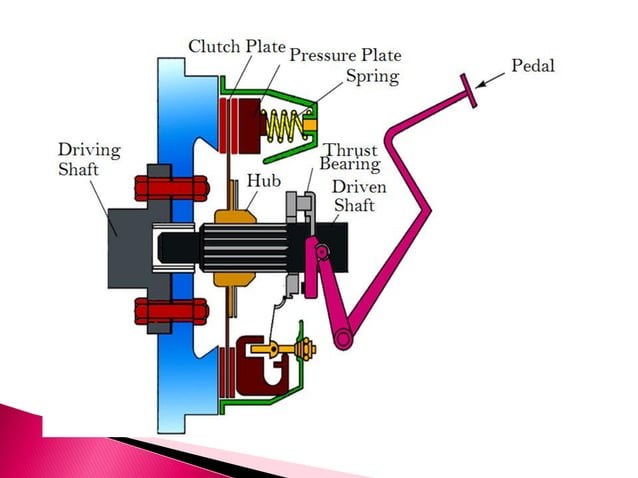 Clutch Plate
Pressure Plate
Spring
Pedal
Driving
Shaft
Thrust
Bearing
Hub
Driven
Shaft